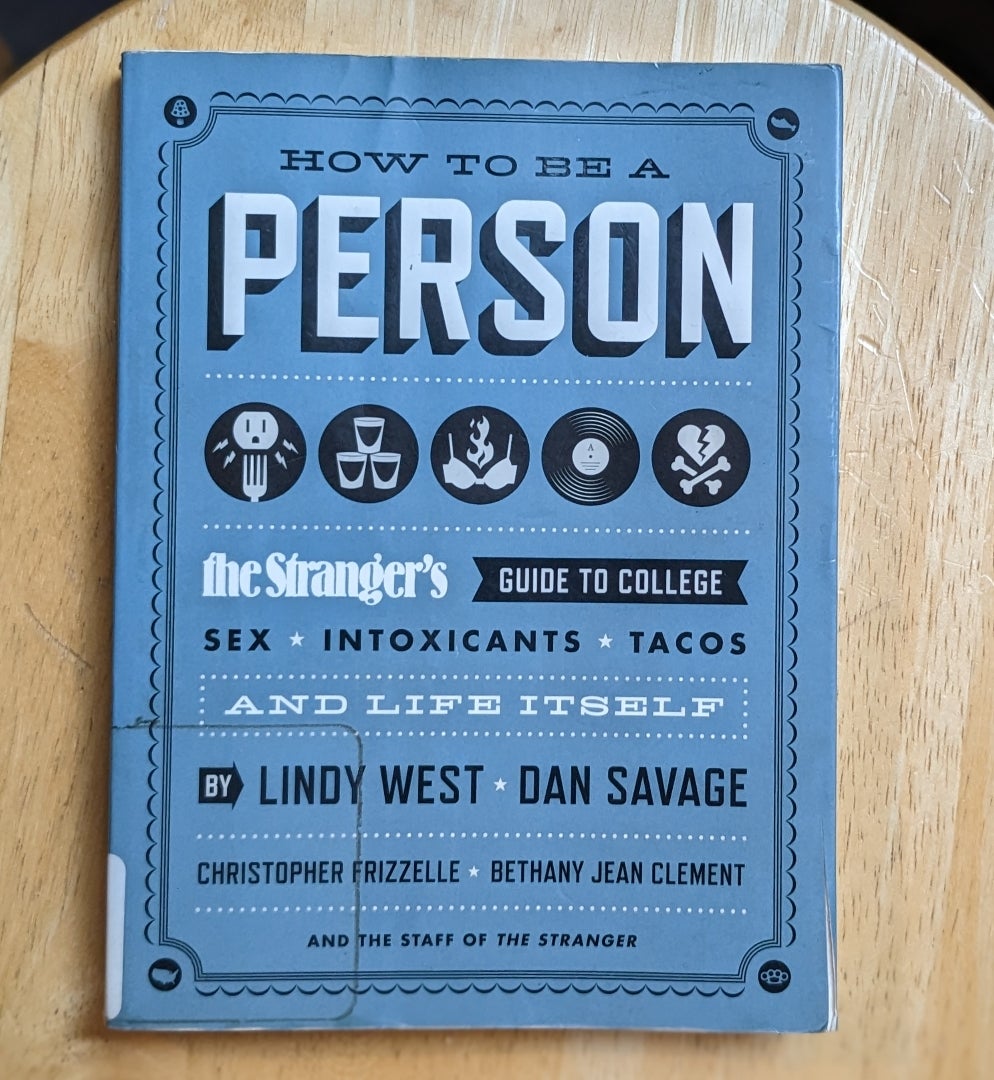 HOW TO BE A
PERSON
A
the Stranger's GUIDE TO COLLEGE
SEX ★ INTOXICANTS ★ TACOS
AND LIFE ITSELF
BY LINDY WEST ★ DAN SAVAGE
CHRISTOPHER FRIZZELLE ★ BETHANY JEAN CLEMENT
AND THE STAFF OF THE STRANGER